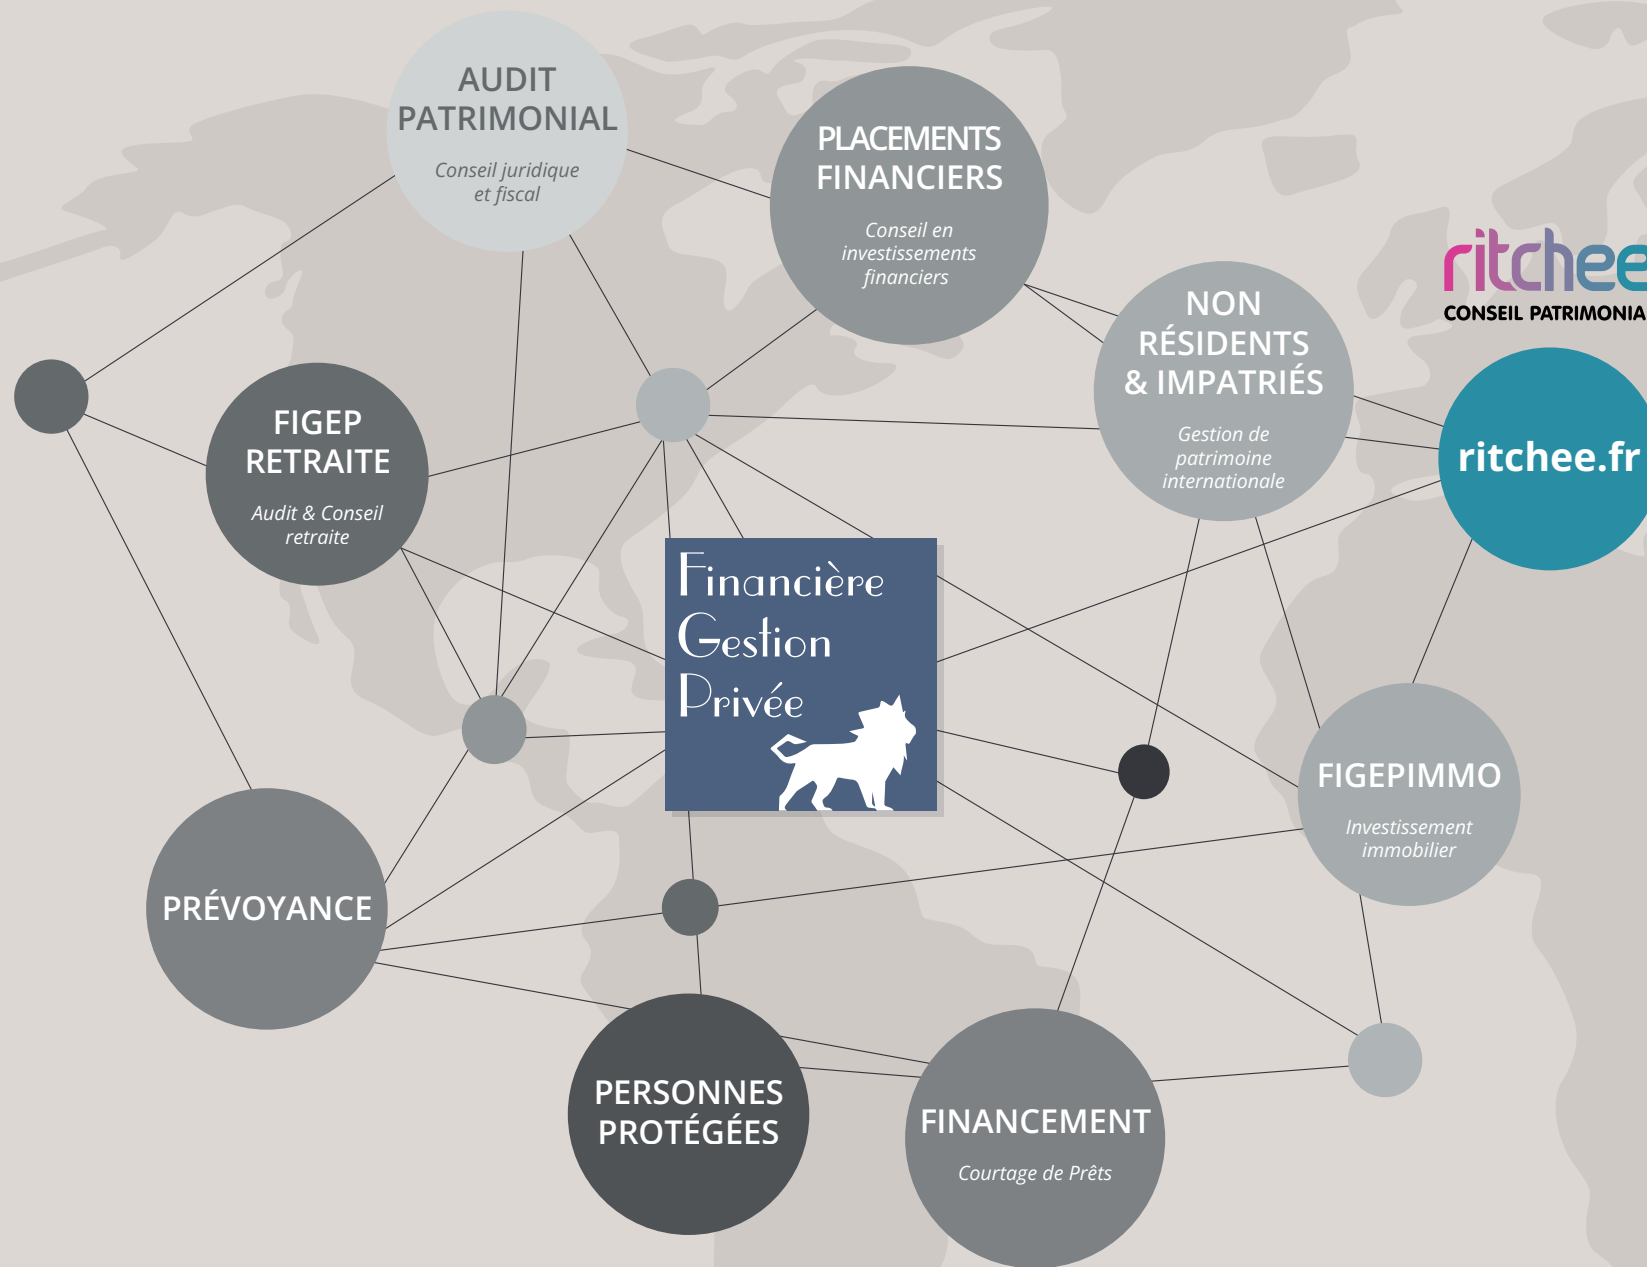 AUDIT
PATRIMONIAL
Conseil juridique
et fiscal
PLACEMENTS
FINANCIERS
Conseil en
investissements
financiers
NON
RÉSIDENTS
& IMPATRIÉS
Gestion de
patrimoine
internationale
ritchee
CONSEIL PATRIMONIA
ritchee.fr
FIGEP
RETRAITE
Audit & Conseil
retraite
Financière
Gestion
Privée
FIGEPIMMO
Investissement
immobilier
PRÉVOYANCE
PERSONNES
PROTÉGÉES
FINANCEMENT
Courtage de Prêts